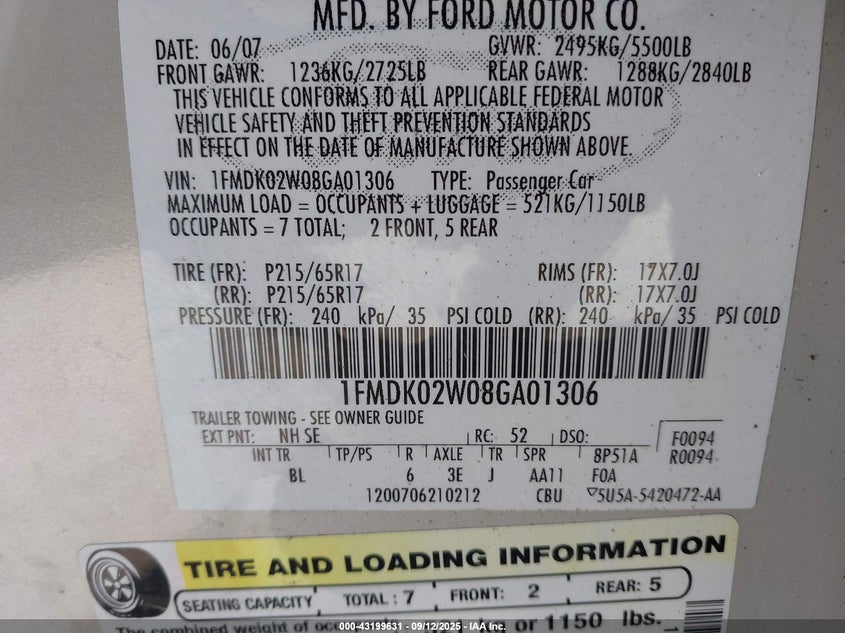 MFD. BY FORD MOTOR CO.
DATE: 06/07 GVWR: 2495KG/5500LB
FRONT GAWR: 1236KG/2725LB REAR GAWR: 1288KG/2840LB
THIS VEHICLE CONFORMS TO ALL APPLICABLE FEDERAL MOTOR
VEHICLE SAFETY AND THEFT PREVENTION STANDARDS
IN EFFECT ON THE DATE OF MANUFACTURE SHOWN ABOVE.
VIN: 1FMDK02W08GA01306 TYPE: Passenger Car
MAXIMUM LOAD = OCCUPANTS + LUGGAGE = 521KG/1150LB
OCCUPANTS = 7 TOTAL; 2 FRONT, 5 REAR
TIRE (FR): P215/65R17 RIMS (FR): 17X7.0J
(RR): P215/65R17 (RR): 17X7.0J
PRESSURE (FR): 240 kPa/ 35 PSI COLD (RR): 240 kPa/ 35 PSI COLD
1FMDK02W08GA01306
TRAILER TOWING - SEE OWNER GUIDE
EXT PNT: NH SE RC: 52 DSO: F0094
INT TR TP/PS R AXLE TR SPR 8P51A R0094
BL 6 3E J AA11 F0A
1200706210212 CBU 5U5A-5420472-AA
TIRE AND LOADING INFORMATION
SEATING CAPACITY TOTAL : 7 FRONT: 2 REAR: 5
The combined weight of or 1150 lbs.
000-43199631 - 09/12/2025 - IAA Inc.